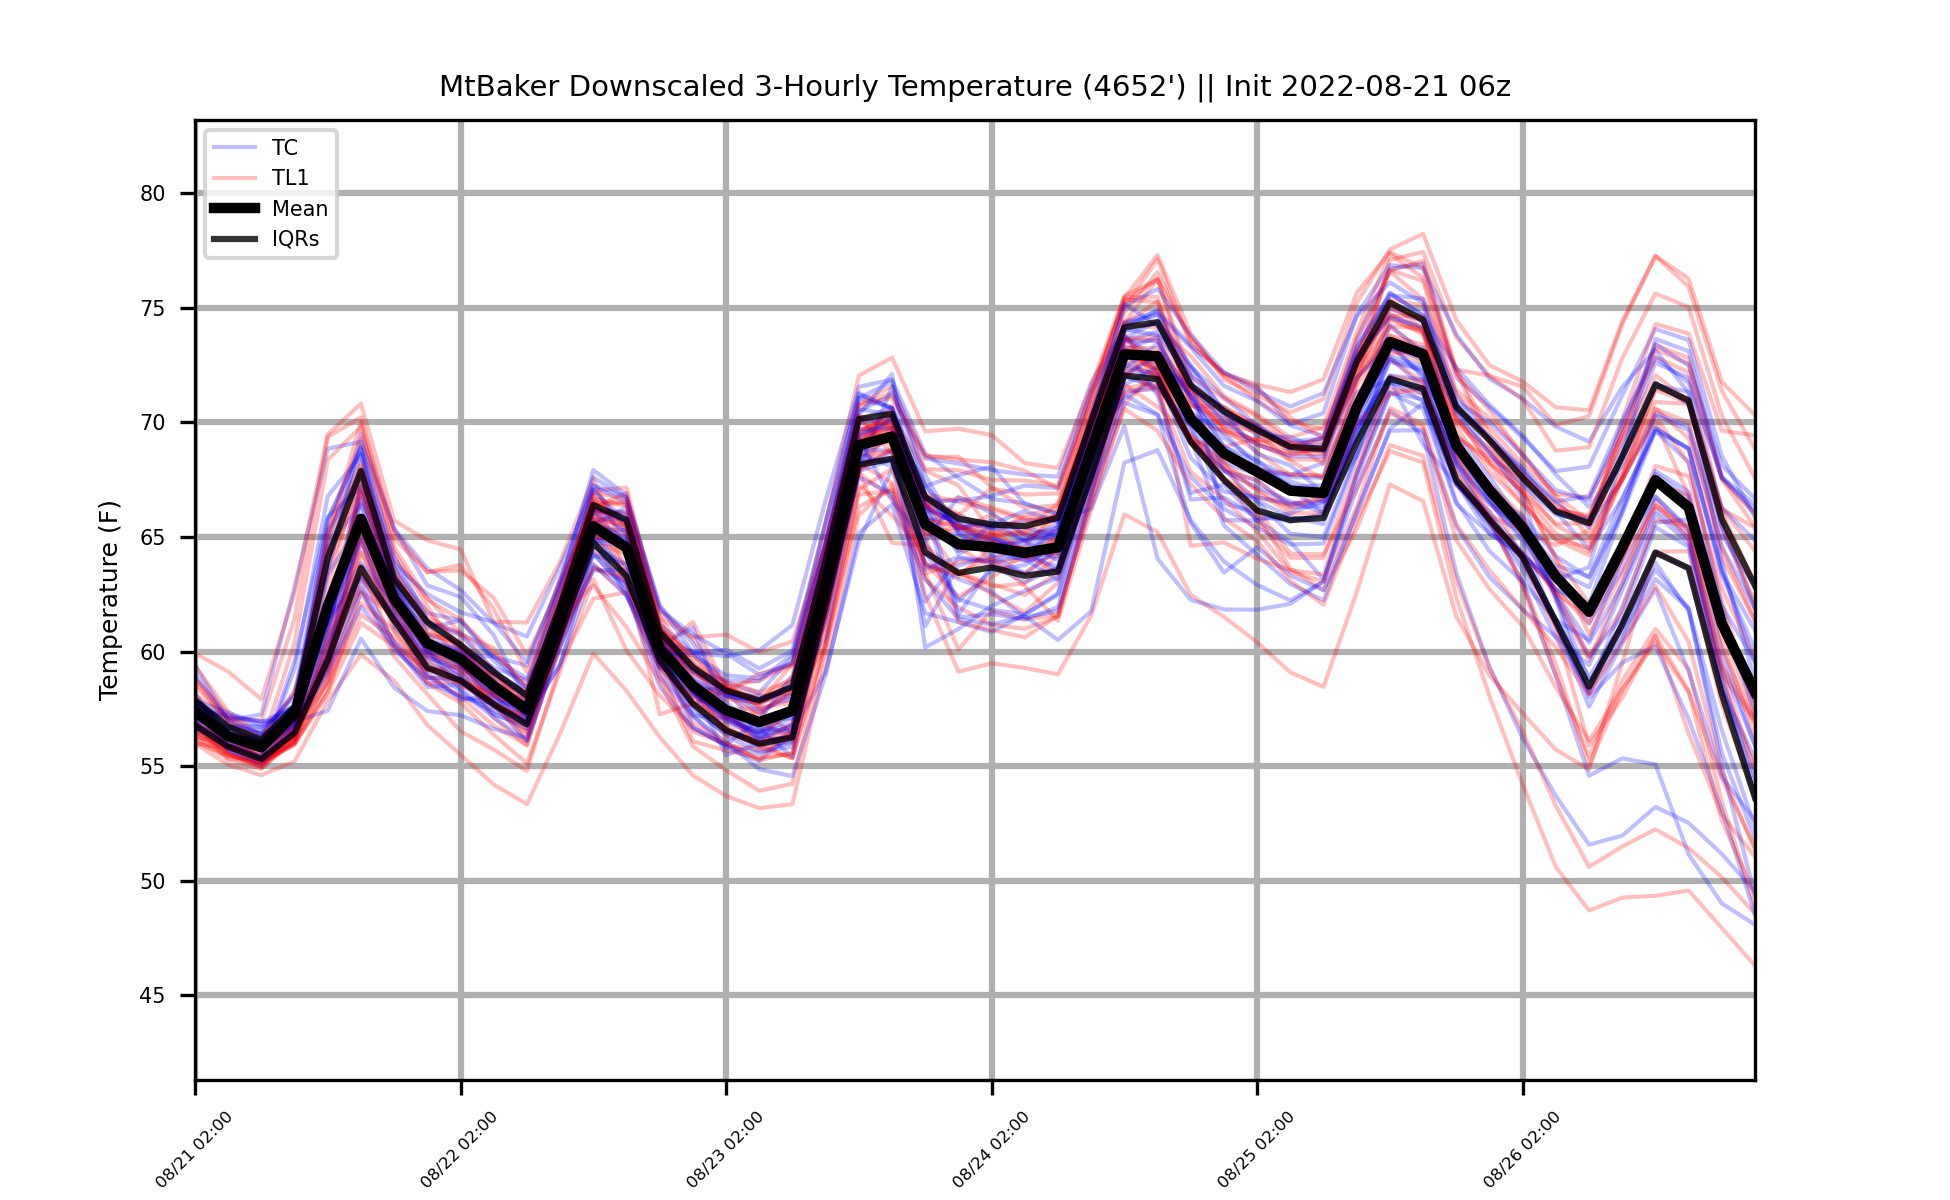 MtBaker Downscaled 3-Hourly Temperature (4652') || Init 2022-08-21 06z
TC
TL1
Mean
IQRs
Temperature (F)
80
75
70
65
60
55
50
45
08/21 02:00
08/22 02:00
08/23 02:00
08/24 02:00
08/25 02:00
08/26 02:00